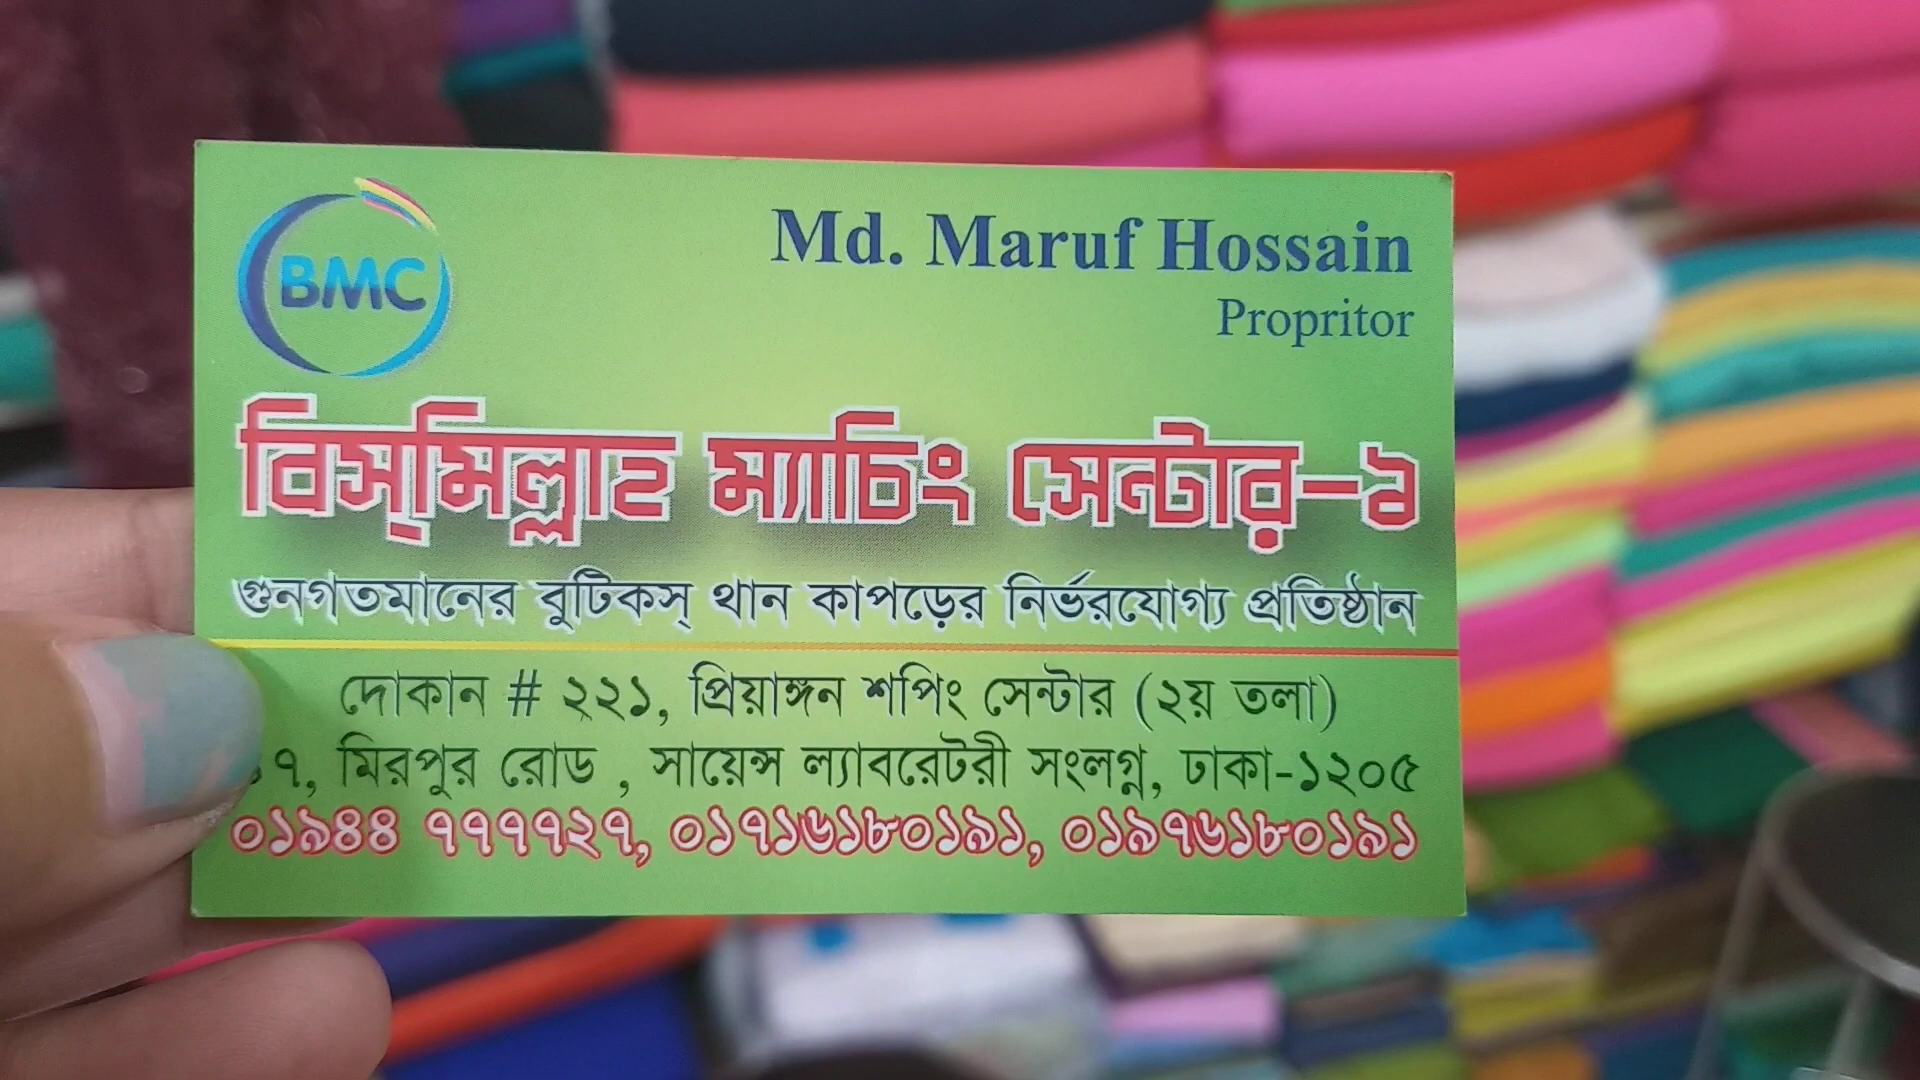 BMC
Md. Maruf Hossain
Propritor
বিস্‌মিল্লাহ ম্যাচিং সেন্টার-১
গুনগতমানের বুটিকস্ থান কাপড়ের নির্ভরযোগ্য প্রতিষ্ঠান
দোকান # ২২১, প্রিয়াঙ্গন শপিং সেন্টার (২য় তলা)
মিরপুর রোড , সায়েন্স ল্যাবরেটরী সংলগ্ন, ঢাকা-১২০৫
০১৯৪৪ ৭৭৭৭২৭, ০১৭১৬১৮০১৯১, ০১৯৭৬১৮০১৯১